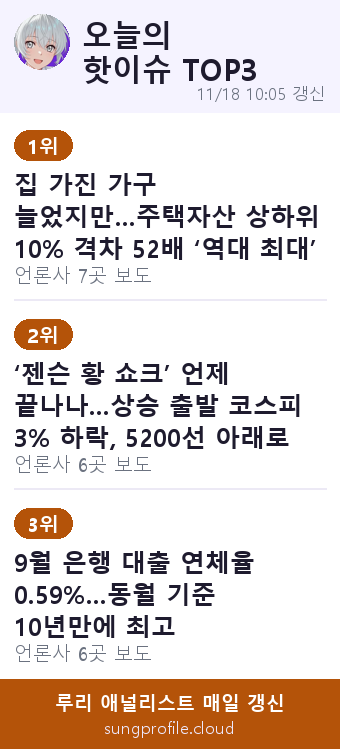 오늘의
핫이슈 TOP3
11/18 10:05 갱신
1위
집 가진 가구
늘었지만…주택자산 상하위
10% 격차 52배 ‘역대 최대’
언론사 7곳 보도
2위
‘젠슨 황 쇼크’ 언제
끝나나…상승 출발 코스피
3% 하락, 5200선 아래로
언론사 6곳 보도
3위
9월 은행 대출 연체율
0.59%…동월 기준
10년만에 최고
언론사 6곳 보도
루리 애널리스트 매일 갱신
sungprofile.cloud